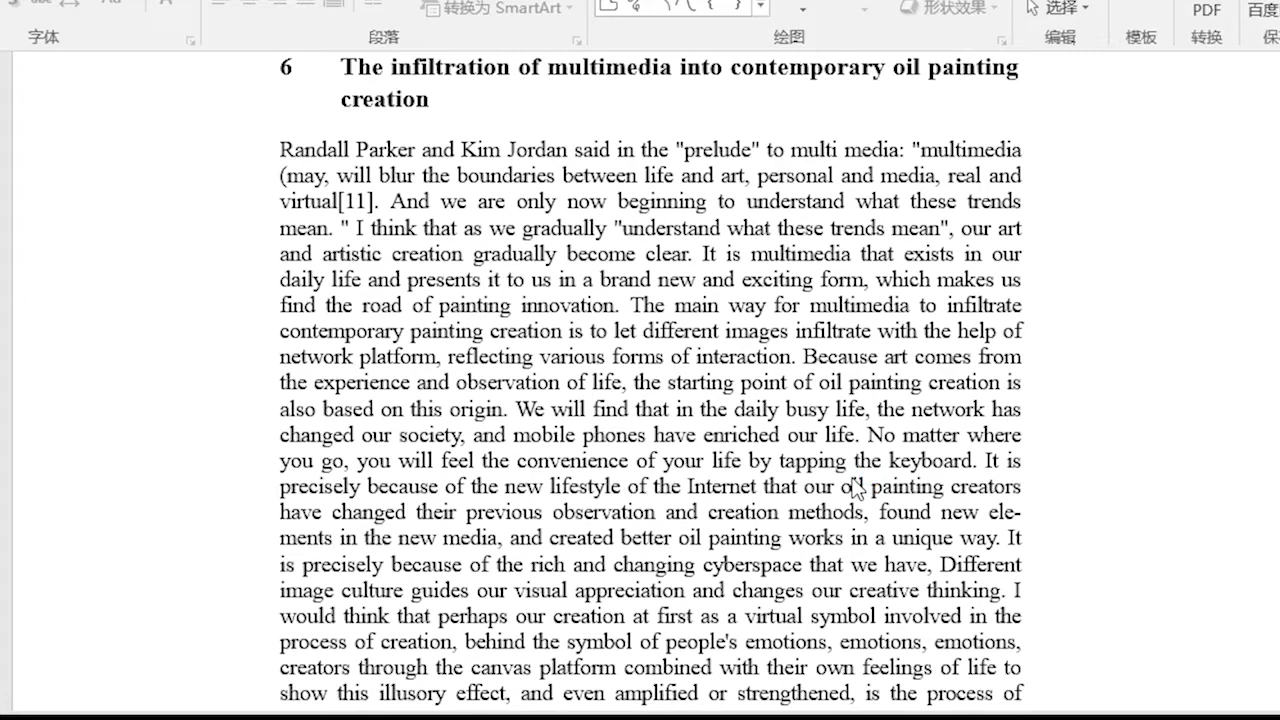 转换为 SmartArt
形状效果
选择
PDF
字体
段落
绘图
编辑
模板
转换
6 The infiltration of multimedia into contemporary oil painting
creation
Randall Parker and Kim Jordan said in the "prelude" to multi media: "multimedia
(may, will blur the boundaries between life and art, personal and media, real and
virtual[11]. And we are only now beginning to understand what these trends
mean. " I think that as we gradually "understand what these trends mean", our art
and artistic creation gradually become clear. It is multimedia that exists in our
daily life and presents it to us in a brand new and exciting form, which makes us
find the road of painting innovation. The main way for multimedia to infiltrate
contemporary painting creation is to let different images infiltrate with the help of
network platform, reflecting various forms of interaction. Because art comes from
the experience and observation of life, the starting point of oil painting creation is
also based on this origin. We will find that in the daily busy life, the network has
changed our society, and mobile phones have enriched our life. No matter where
you go, you will feel the convenience of your life by tapping the keyboard. It is
precisely because of the new lifestyle of the Internet that our oil painting creators
have changed their previous observation and creation methods, found new ele-
ments in the new media, and created better oil painting works in a unique way. It
is precisely because of the rich and changing cyberspace that we have, Different
image culture guides our visual appreciation and changes our creative thinking. I
would think that perhaps our creation at first as a virtual symbol involved in the
process of creation, behind the symbol of people's emotions, emotions, emotions,
creators through the canvas platform combined with their own feelings of life to
show this illusory effect, and even amplified or strengthened, is the process of